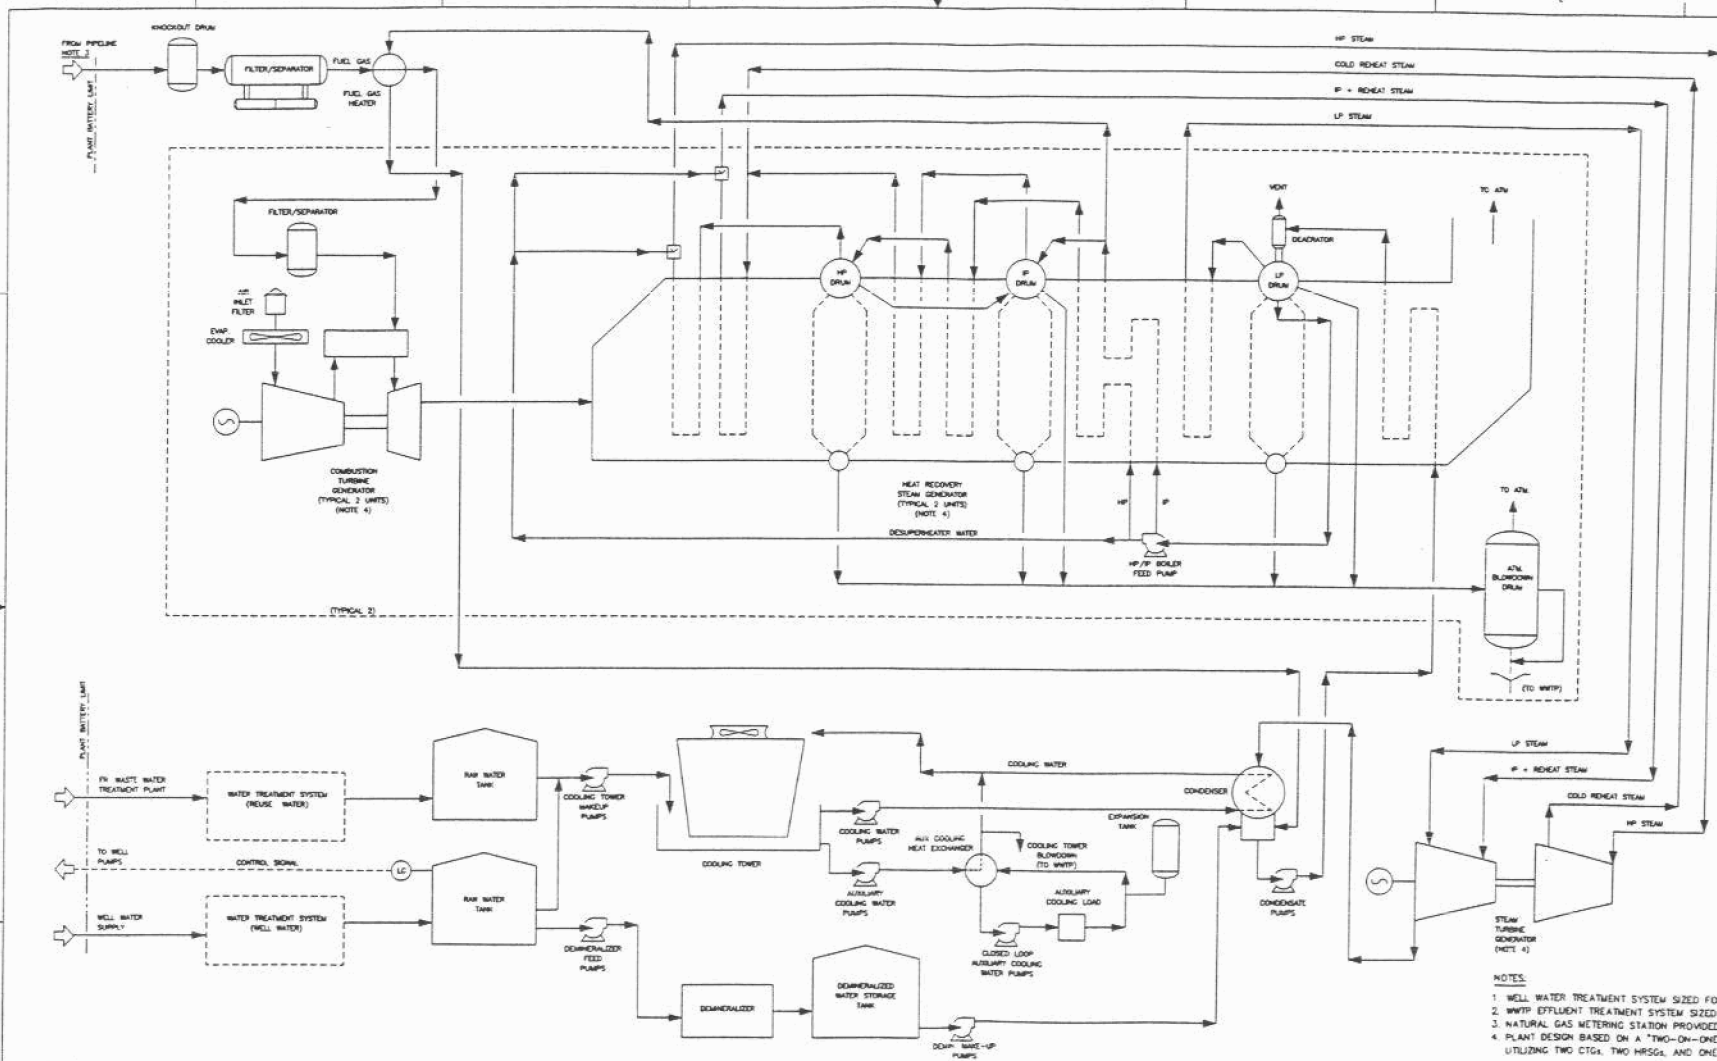 KNOCKOUT DRUM
FROM PIPELINE
NOTE 3
PLANT BATTERY LIMIT
FILTER/SEPARATOR
FUEL GAS
FUEL GAS
HEATER
HP STEAM
COLD REHEAT STEAM
IP + REHEAT STEAM
LP STEAM
FILTER/SEPARATOR
AIR
INLET
FILTER
EVAP.
COOLER
COMBUSTION
TURBINE
GENERATOR
(TYPICAL 2 UNITS)
(NOTE 4)
(TYPICAL 2)
HP
DRUM
IP
DRUM
LP
DRUM
VENT
DEAERATOR
TO ATM
HEAT RECOVERY
STEAM GENERATOR
(TYPICAL 2 UNITS)
(NOTE 4)
DESUPERHEATER WATER
HP
IP
HP/IP BOILER
FEED PUMP
TO ATM.
ATM.
BLOWDOWN
DRUM
(TO WWTP)
PLANT BATTERY LIMIT
FR WASTE WATER
TREATMENT PLANT
WATER TREATMENT SYSTEM
(REUSE WATER)
RAW WATER
TANK
COOLING TOWER
MAKEUP
PUMPS
TO WELL
PUMPS
CONTROL SIGNAL
LC
WELL WATER
SUPPLY
WATER TREATMENT SYSTEM
(WELL WATER)
RAW WATER
TANK
DEMINERALIZER
FEED
PUMPS
COOLING TOWER
COOLING WATER
COOLING WATER
PUMPS
AUXILIARY
COOLING WATER
PUMPS
AUX COOLING
HEAT EXCHANGER
COOLING TOWER
BLOWDOWN
(TO WWTP)
EXPANSION
TANK
AUXILIARY
COOLING LOAD
CLOSED LOOP
AUXILIARY COOLING
WATER PUMPS
CONDENSER
CONDENSATE
PUMPS
DEMINERALIZER
DEMINERALIZED
WATER STORAGE
TANK
DEMIN. MAKE-UP
PUMPS
LP STEAM
IP + REHEAT STEAM
COLD REHEAT STEAM
HP STEAM
STEAM
TURBINE
GENERATOR
(NOTE 4)
NOTES:
1. WELL WATER TREATMENT SYSTEM SIZED FO
2. WWTP EFFLUENT TREATMENT SYSTEM SIZED
3. NATURAL GAS METERING STATION PROVIDED
4. PLANT DESIGN BASED ON A "TWO-ON-ONE
UTILIZING TWO CTGs, TWO HRSGs, AND ONE